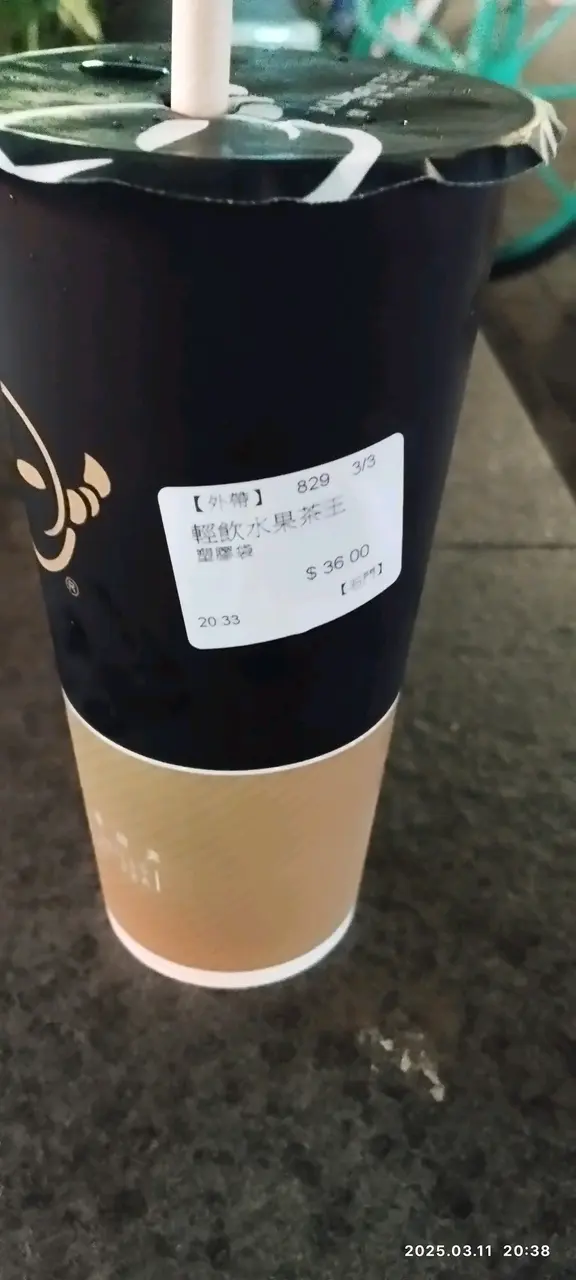 【外帶】 829 3/3
輕飲水果茶王
塑膠袋
$ 36.00
20:33
®
2025.03.11 20:38